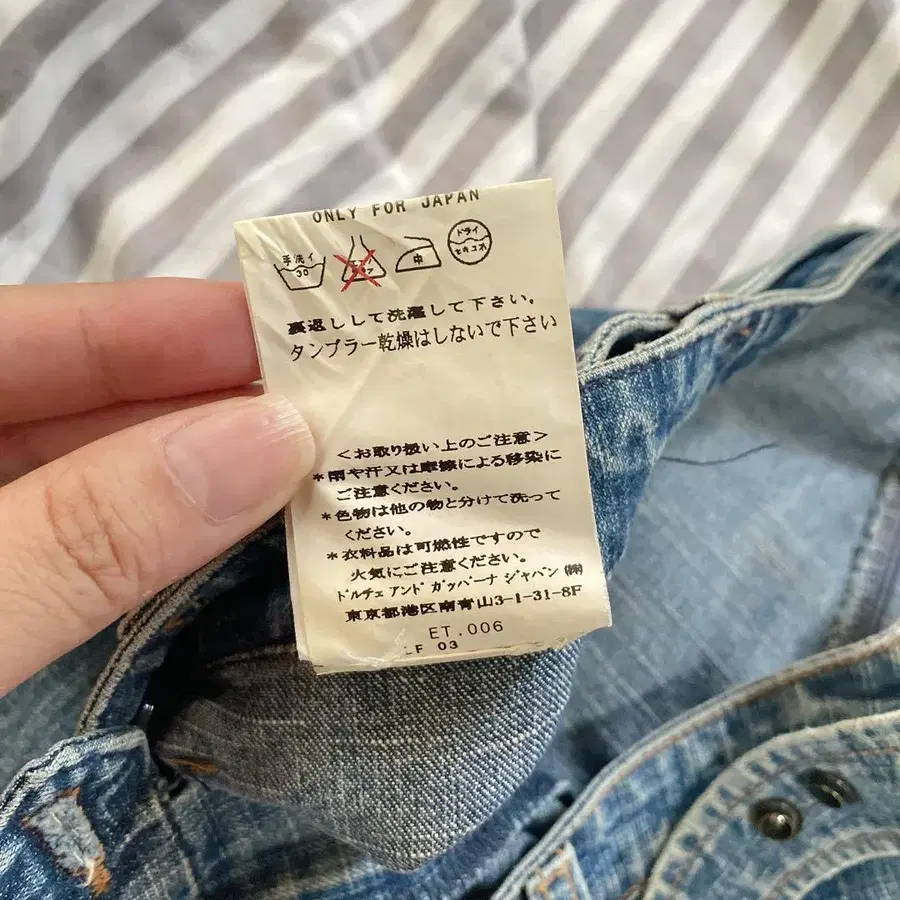 ONLY FOR JAPAN
手洗イ
30
中
ドライ
セキユ系
裏返しして洗濯して下さい。
タンブラー乾燥はしないで下さい
<お取り扱い上のご注意>
*雨や汗又は摩擦による移染に
ご注意ください。
*色物は他の物と分けて洗って
ください。
*衣料品は可燃性ですので
火気にご注意ください。
ドルチェ アンド ガッバーナ ジャパン㈱
東京都港区南青山3-1-31-8F
ET.006
LF 03